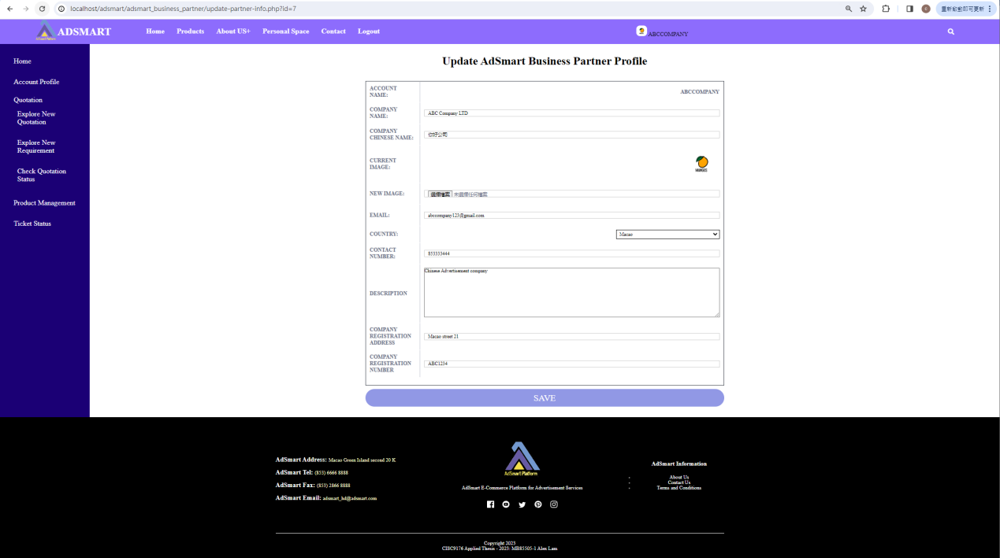 localhost/adsmart/adsmart_business_partner/update-partner-info.php?id=7
重新啟動即可更新
ADSMART
Home
Products
About US+
Personal Space
Contact
Logout
ABCCOMPANY
Home
Account Profile
Quotation
Explore New
Quotation
Explore New
Requirement
Check Quotation
Status
Product Management
Ticket Status
Update AdSmart Business Partner Profile
ACCOUNT
NAME:
ABCCOMPANY
COMPANY
NAME:
ABC Company LTD
COMPANY
CHINESE NAME:
你好公司
CURRENT
IMAGE:
MANGOS
NEW IMAGE:
選擇檔案 未選擇任何檔案
EMAIL:
abccompany123@gmail.com
COUNTRY:
Macao
CONTACT
NUMBER:
853353444
DESCRIPTION
Chinese Advertisement company
COMPANY
REGISTRATION
ADDRESS
Macao street 21
COMPANY
REGISTRATION
NUMBER
ABC1234
SAVE
AdSmart Address: Macao Green Island second 20 K
AdSmart Tel: (853) 6666 8888
AdSmart Fax: (853) 2866 8888
AdSmart Email: adsmart_hd@adsmart.com
AdSmart Platform
AdSmart E-Commerce Platform for Advertisement Services
AdSmart Information
About Us
Contact Us
Terms and Conditions
Copyright 2023
CISC9176 Applied Thesis - 2023: MB85505-1 Alex Lam